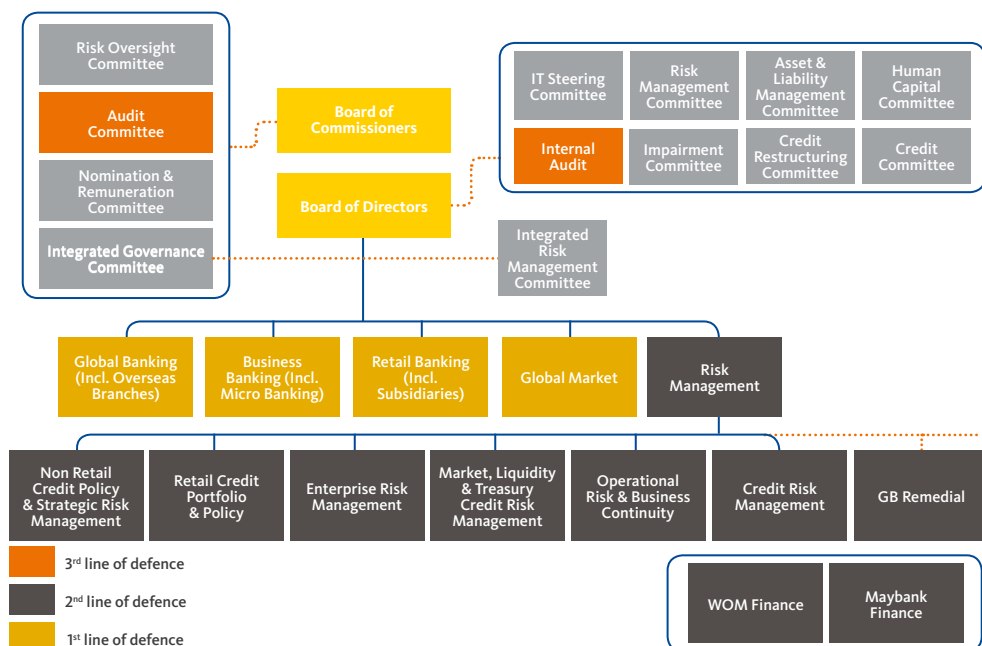 Risk Oversight
Committee
Audit
Committee
Nomination &
Remuneration
Committee
Integrated Governance
Committee
Board of
Commissioners
Board of Directors
IT Steering
Committee
Risk
Management
Committee
Asset &
Liability
Management
Committee
Human
Capital
Committee
Internal
Audit
Impairment
Committee
Credit
Restructuring
Committee
Credit
Committee
Integrated
Risk
Management
Committee
Global Banking
(Incl. Overseas
Branches)
Business
Banking (Incl.
Micro Banking)
Retail Banking
(Incl.
Subsidiaries)
Global Market
Risk
Management
Non Retail
Credit Policy
& Strategic Risk
Management
Retail Credit
Portfolio
& Policy
Enterprise Risk
Management
Market, Liquidity
& Treasury
Credit Risk
Management
Operational
Risk & Business
Continuity
Credit Risk
Management
GB Remedial
3rd line of defence
2nd line of defence
1st line of defence
WOM Finance
Maybank
Finance